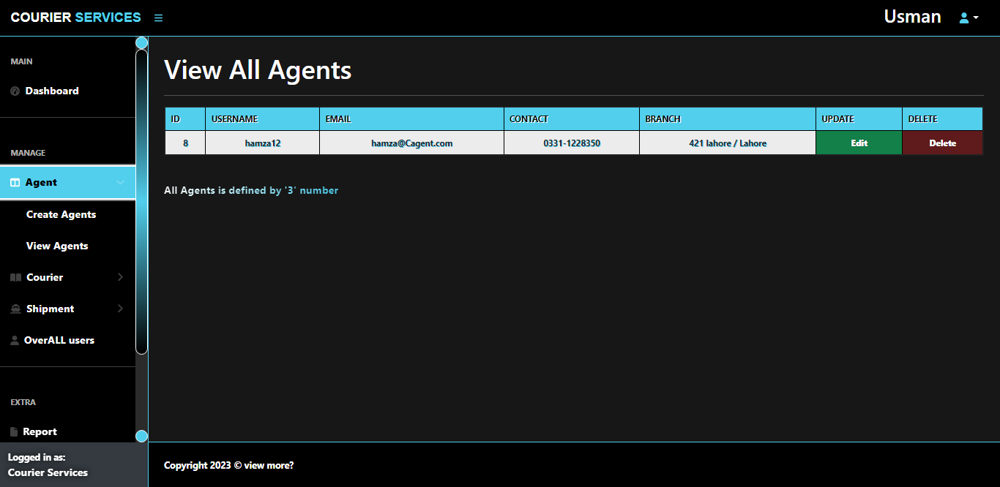 COURIER SERVICES
Usman
MAIN
Dashboard
MANAGE
Agent
Create Agents
View Agents
Courier
Shipment
OverALL users
EXTRA
Report
Logged in as:
Courier Services
View All Agents
ID USERNAME EMAIL CONTACT BRANCH UPDATE DELETE
8 hamza12 hamza@Cagent.com 0331-1228350 421 lahore / Lahore Edit Delete
All Agents is defined by '3' number
Copyright 2023 © view more?